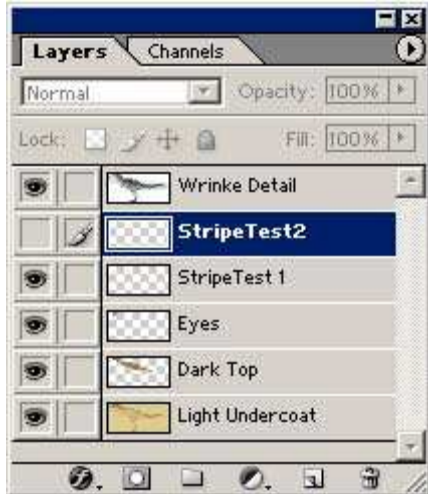 Layers Channels
Normal Opacity: 100%
Lock: Fill: 100%
Wrinke Detail
StripeTest2
StripeTest 1
Eyes
Dark Top
Light Undercoat